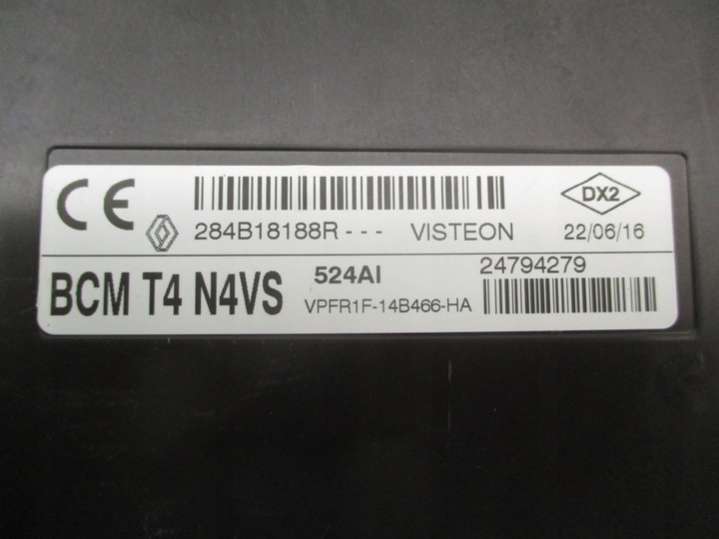 CE
284B18188R - - - VISTEON 22/06/16
DX2
BCM T4 N4VS 524AI 24794279
VPFR1F-14B466-HA